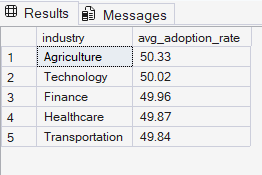 Results Messages
industry avg_adoption_rate
1 Agriculture 50.33
2 Technology 50.02
3 Finance 49.96
4 Healthcare 49.87
5 Transportation 49.84